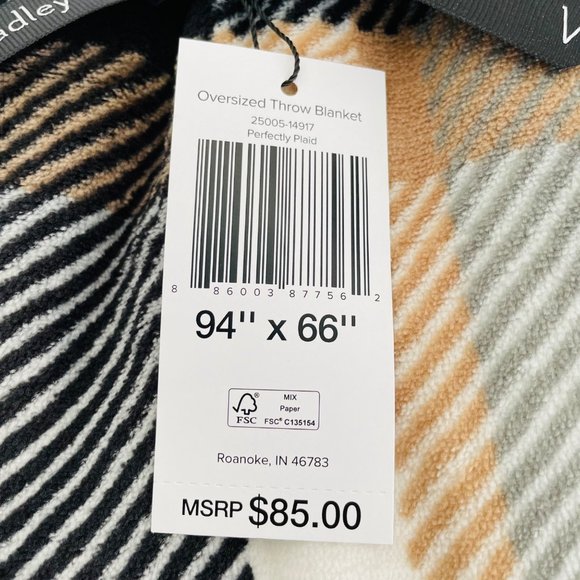 adley
V
Oversized Throw Blanket
25005-14917
Perfectly Plaid
8 86003 87756 2
94" x 66"
FSC
MIX
Paper
FSC® C135154
Roanoke, IN 46783
MSRP $85.00